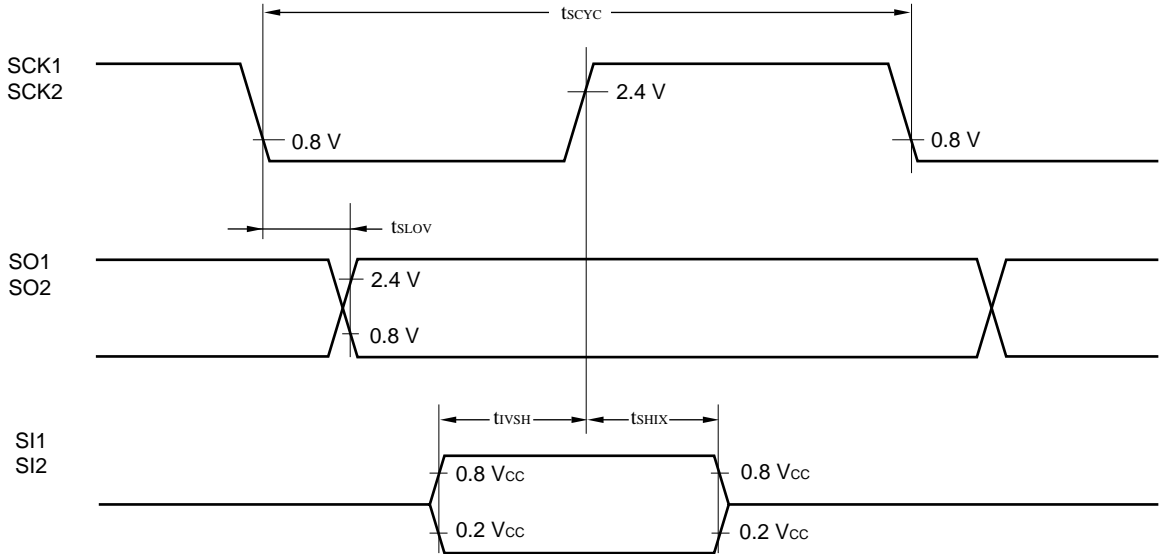 tSCYC
SCK1
SCK2
2.4 V
0.8 V
0.8 V
tSLOV
SO1
SO2
2.4 V
0.8 V
tIVSH
tSHIX
SI1
SI2
0.8 VCC
0.8 VCC
0.2 VCC
0.2 VCC